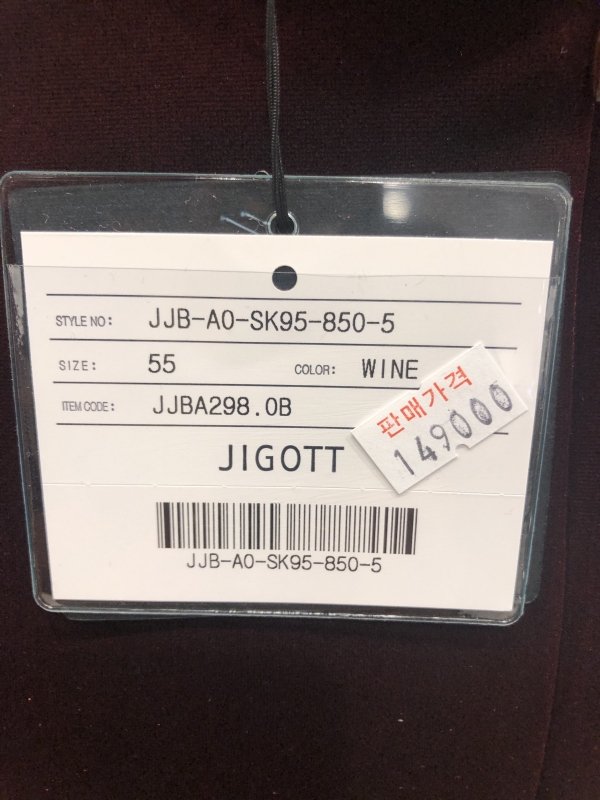 STYLE NO: JJB-A0-SK95-850-5
SIZE: 55 COLOR: WINE
ITEM CODE: JJBA298.0B
판매가격
149000
JIGOTT
JJB-A0-SK95-850-5